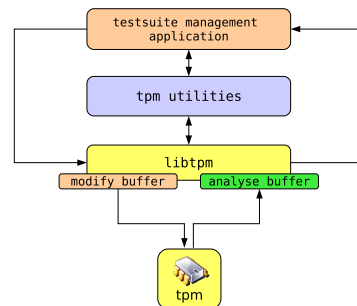 testsuite management
application
tpm utilities
libtpm
modify buffer
analyse buffer
tpm